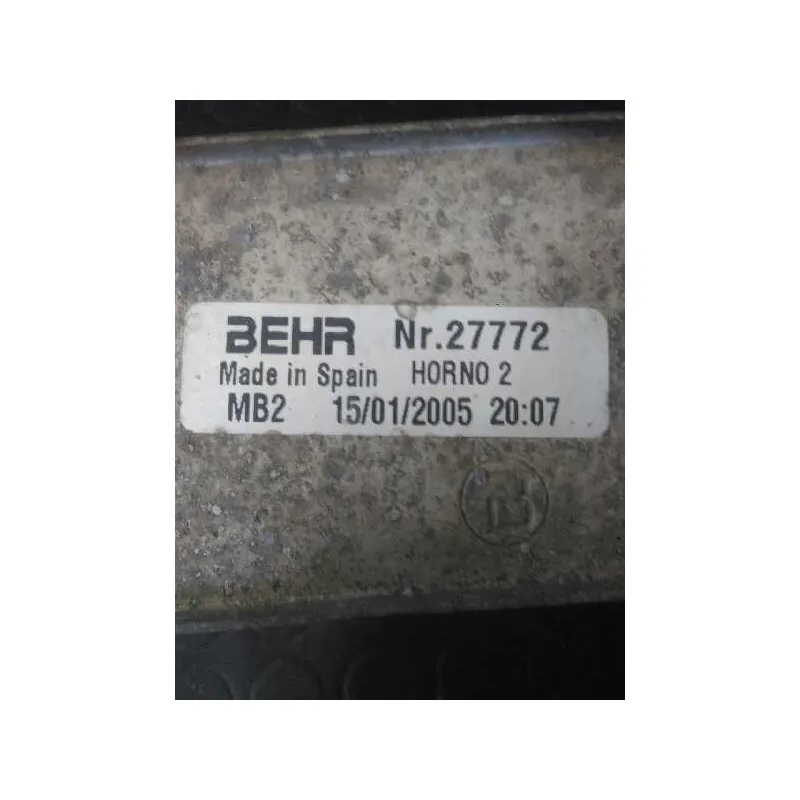 BEHR Nr.27772
Made in Spain HORNO 2
MB2 15/01/2005 20:07